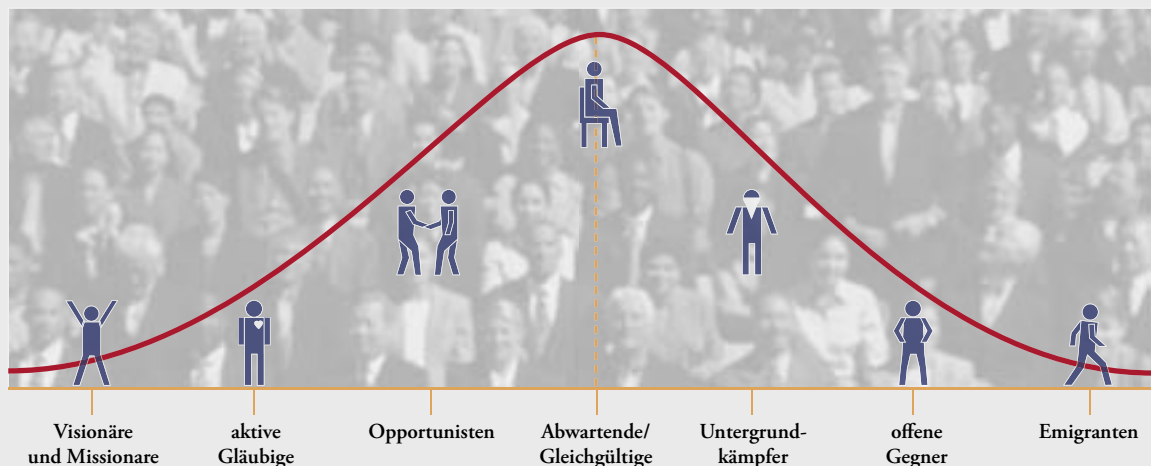 Visionäre
und Missionare
aktive
Gläubige
Opportunisten
Abwartende/
Gleichgültige
Untergrund-
kämpfer
offene
Gegner
Emigranten